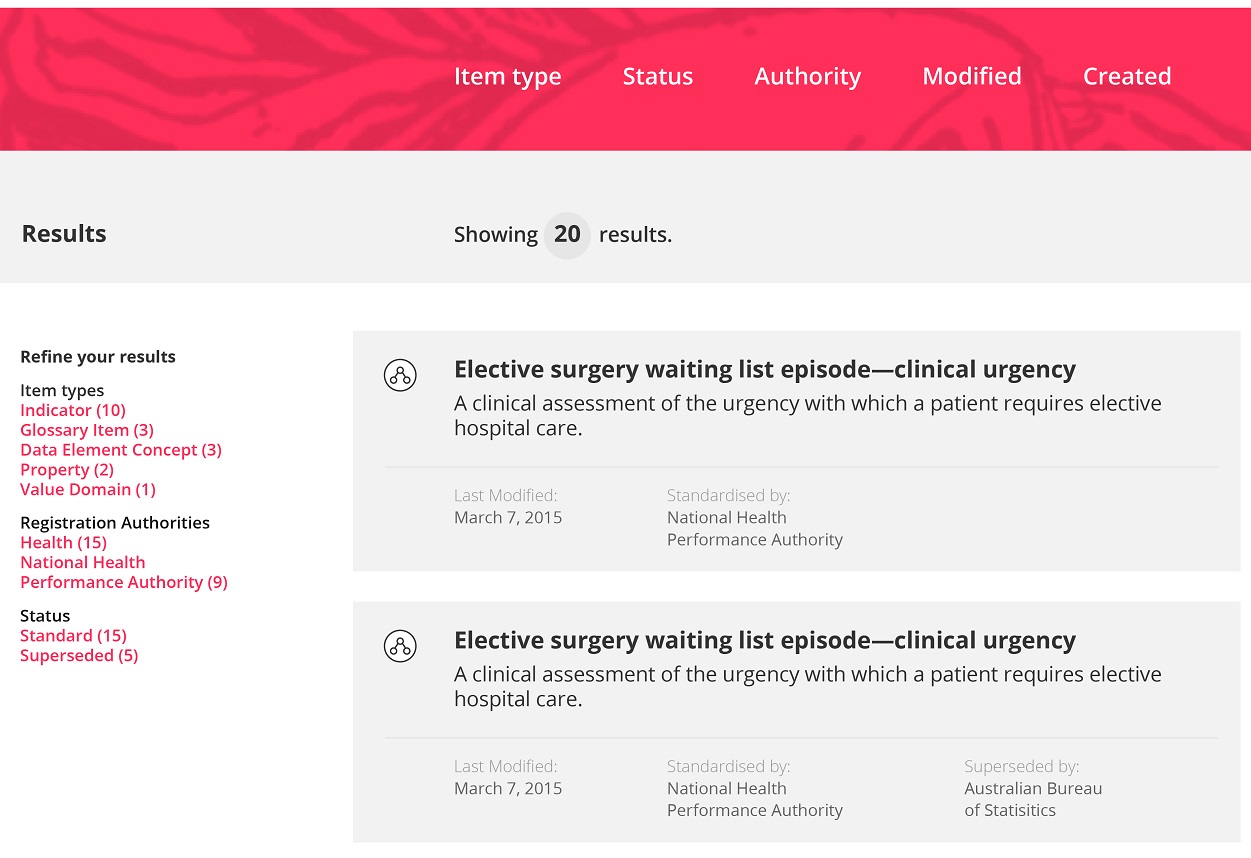 Item type Status Authority Modified Created
Results
Showing 20 results.
Refine your results
Item types
Indicator (10)
Glossary Item (3)
Data Element Concept (3)
Property (2)
Value Domain (1)
Registration Authorities
Health (15)
National Health
Performance Authority (9)
Status
Standard (15)
Superseded (5)
Elective surgery waiting list episode—clinical urgency
A clinical assessment of the urgency with which a patient requires elective
hospital care.
Last Modified:
March 7, 2015
Standardised by:
National Health
Performance Authority
Elective surgery waiting list episode—clinical urgency
A clinical assessment of the urgency with which a patient requires elective
hospital care.
Last Modified:
March 7, 2015
Standardised by:
National Health
Performance Authority
Superseded by:
Australian Bureau
of Statisitics